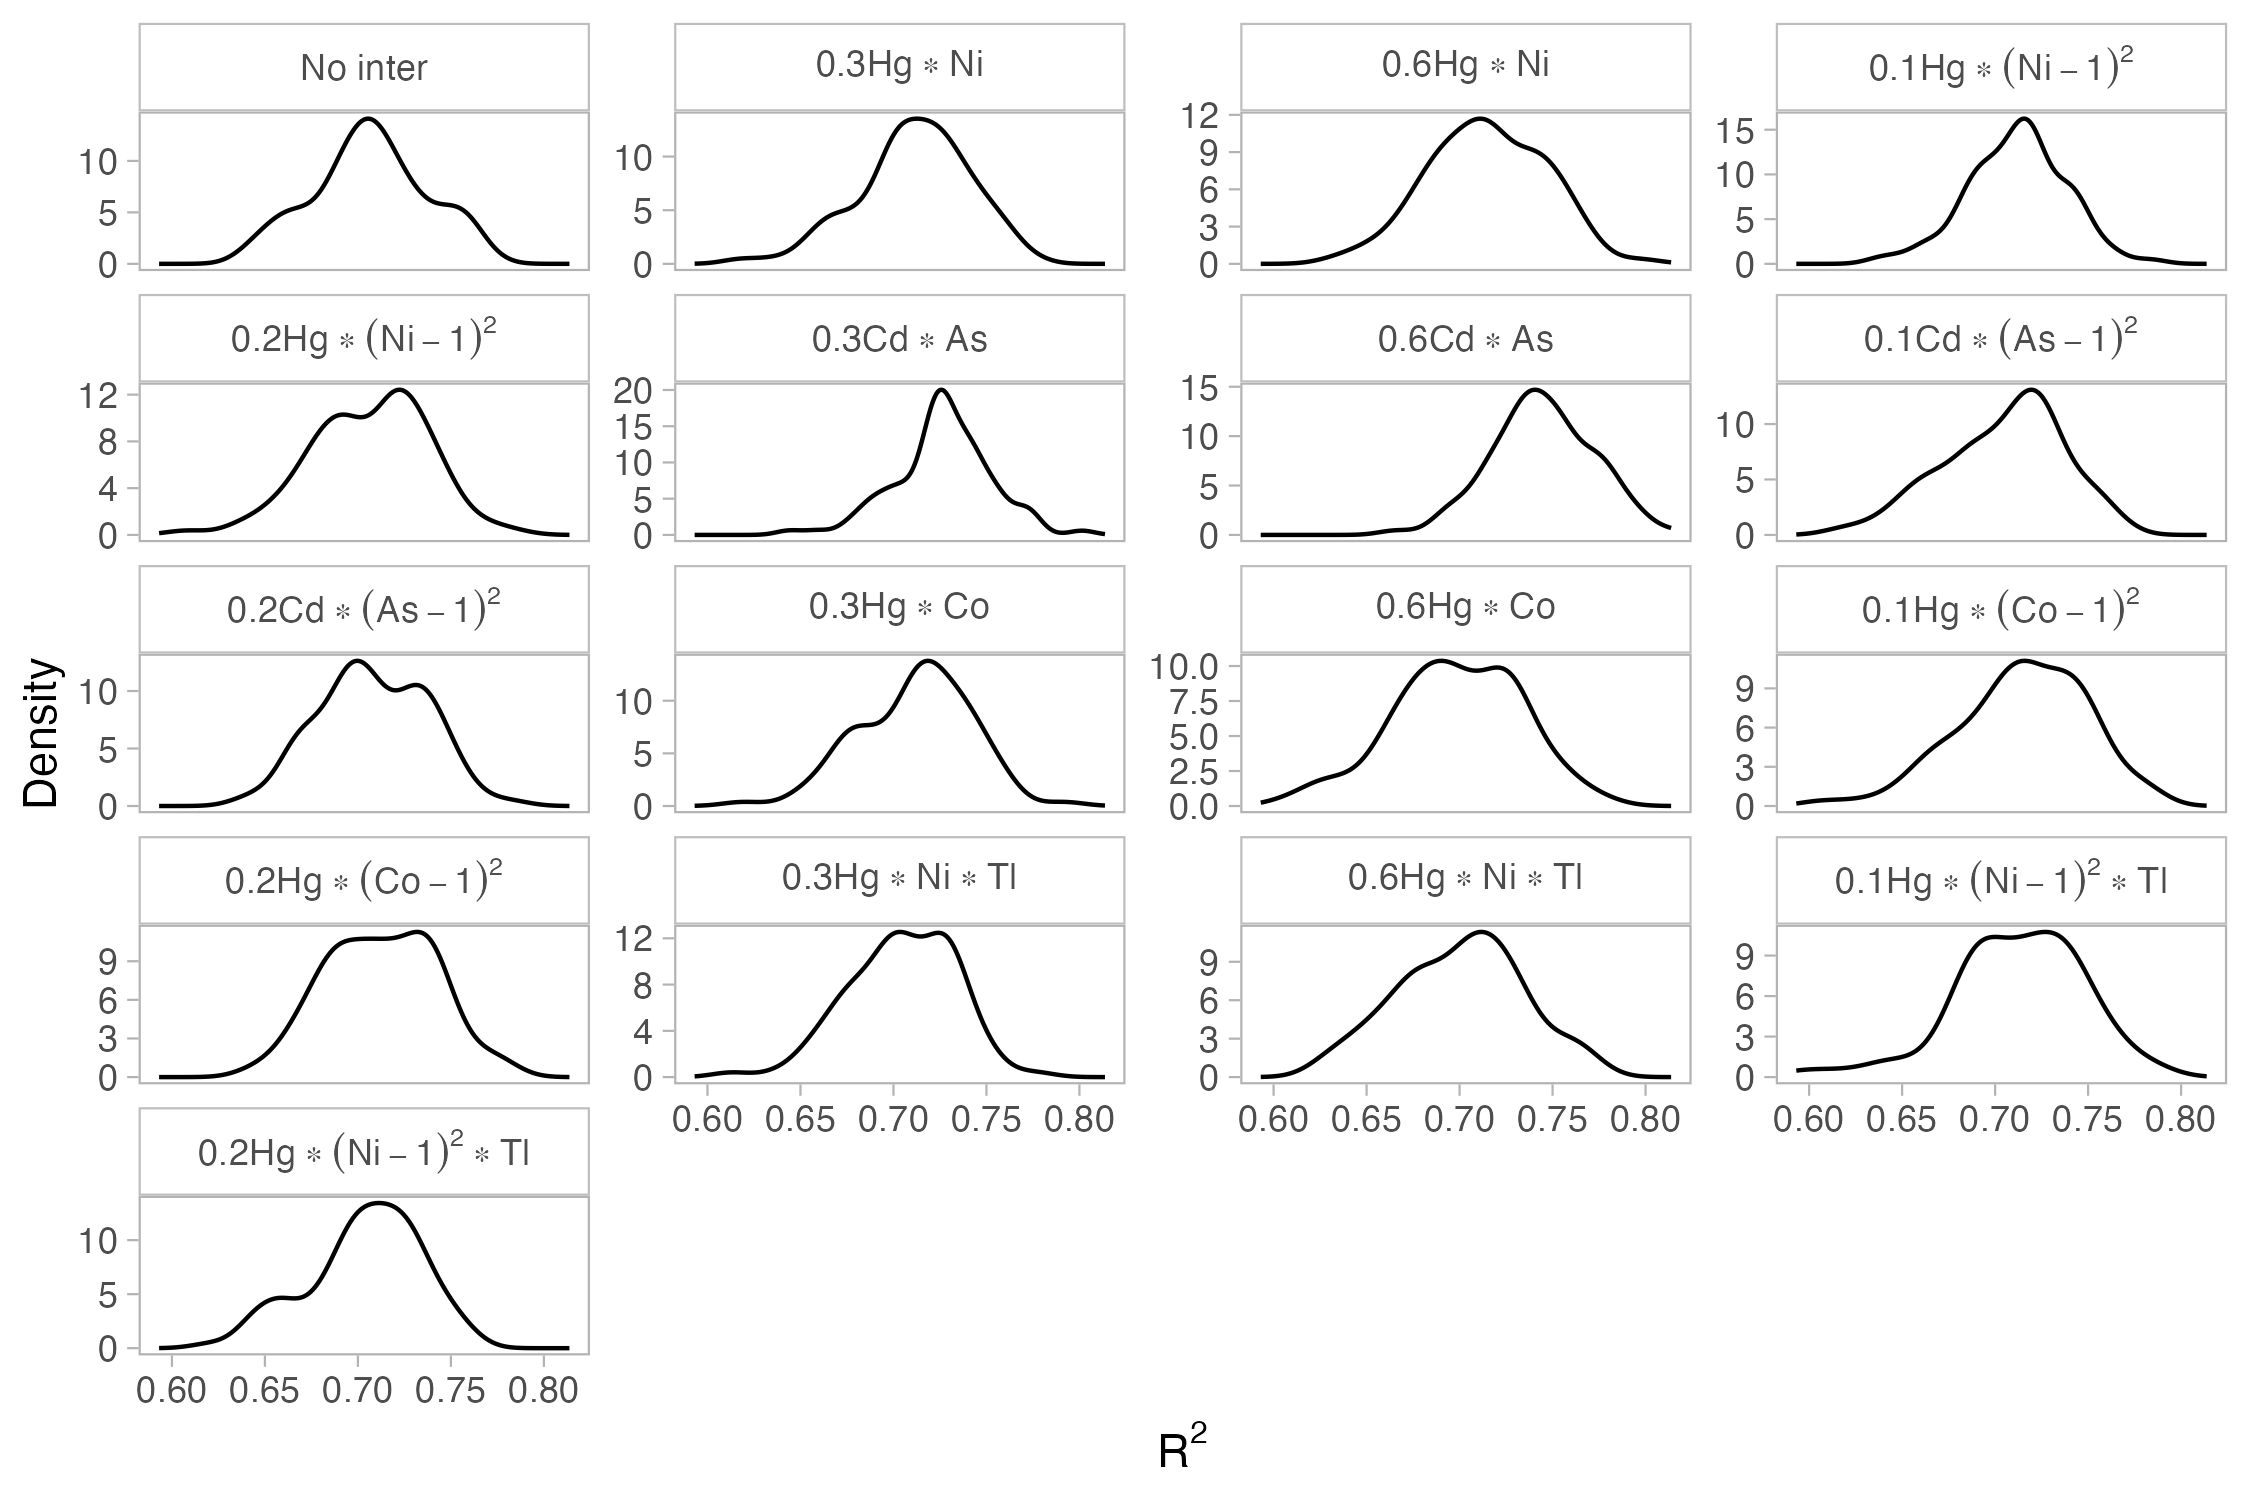 No inter
0.3Hg ∗ Ni
0.6Hg ∗ Ni
0.1Hg ∗ (Ni − 1)²
10
5
0
10
5
0
12
9
6
3
0
15
10
5
0
0.2Hg ∗ (Ni − 1)²
0.3Cd ∗ As
0.6Cd ∗ As
0.1Cd ∗ (As − 1)²
12
8
4
0
20
15
10
5
0
15
10
5
0
10
5
0
0.2Cd ∗ (As − 1)²
0.3Hg ∗ Co
0.6Hg ∗ Co
0.1Hg ∗ (Co − 1)²
10
5
0
10
5
0
10.0
7.5
5.0
2.5
0.0
9
6
3
0
Density
0.2Hg ∗ (Co − 1)²
0.3Hg ∗ Ni ∗ Tl
0.6Hg ∗ Ni ∗ Tl
0.1Hg ∗ (Ni − 1)² ∗ Tl
9
6
3
0
12
8
4
0
9
6
3
0
9
6
3
0
0.60 0.65 0.70 0.75 0.80
0.60 0.65 0.70 0.75 0.80
0.60 0.65 0.70 0.75 0.80
0.2Hg ∗ (Ni − 1)² ∗ Tl
10
5
0
0.60 0.65 0.70 0.75 0.80
R²